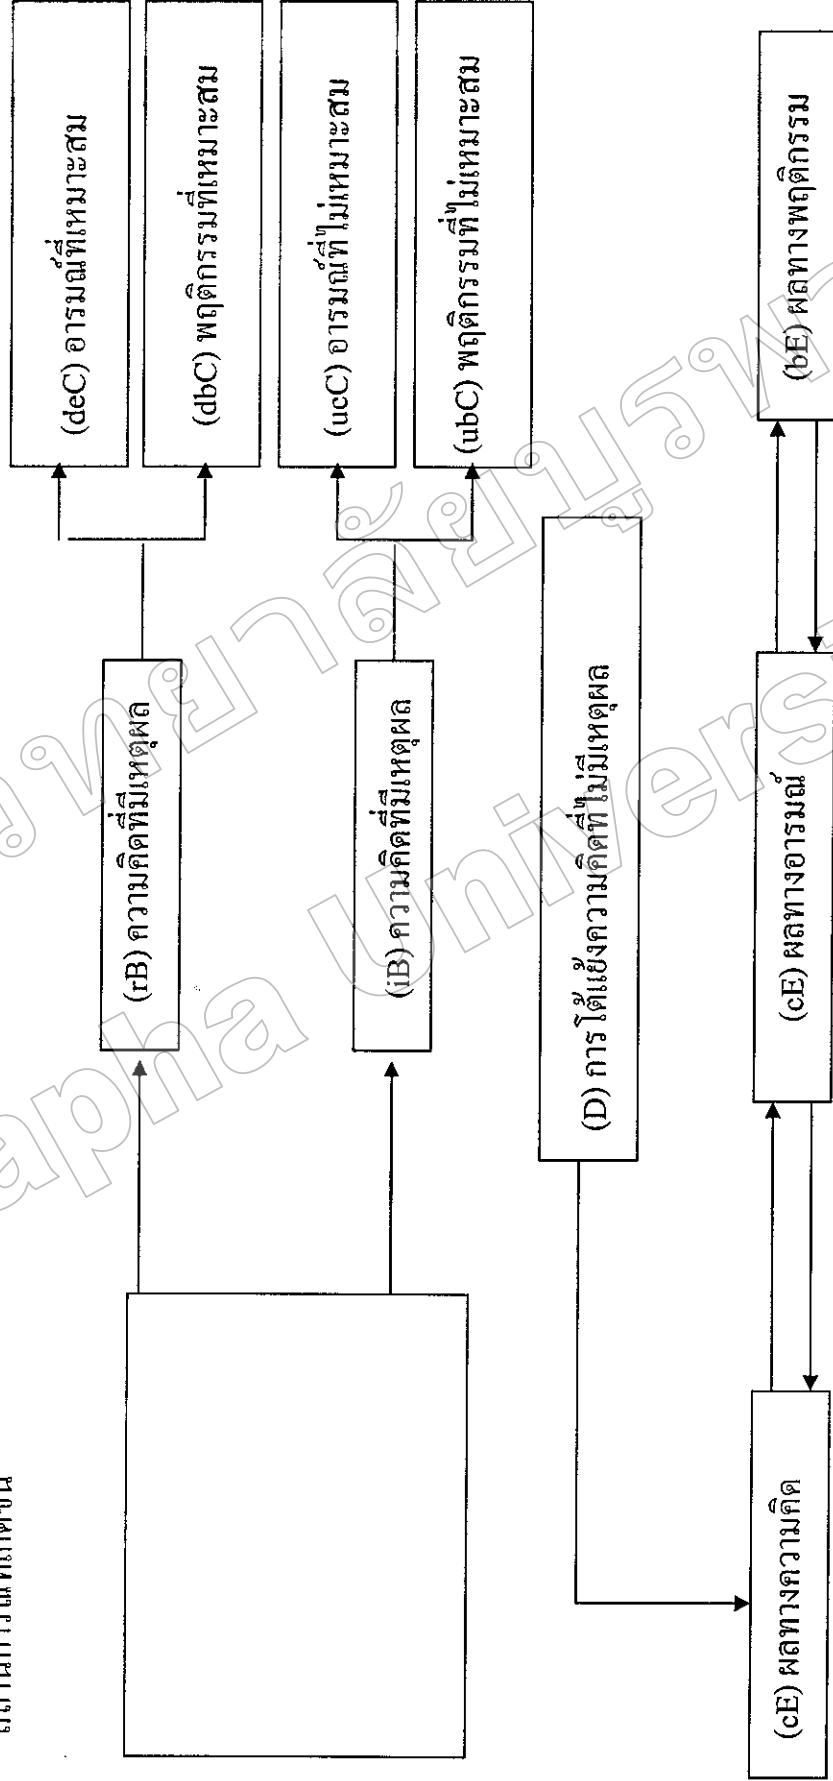 (deC) อารมณ์ที่เหมาะสม
(dbC) พฤติกรรมที่เหมาะสม
(ucC) อารมณ์ที่ไม่เหมาะสม
(ubC) พฤติกรรมที่ไม่เหมาะสม
(rB) ความคิดที่มีเหตุผล
(iB) ความคิดที่มีเหตุผล
(D) การโต้แย้งความคิดที่ไม่มีเหตุผล
(cE) ผลทางความคิด
(cE) ผลทางอารมณ์
(bE) ผลทางพฤติกรรม
apha Univers